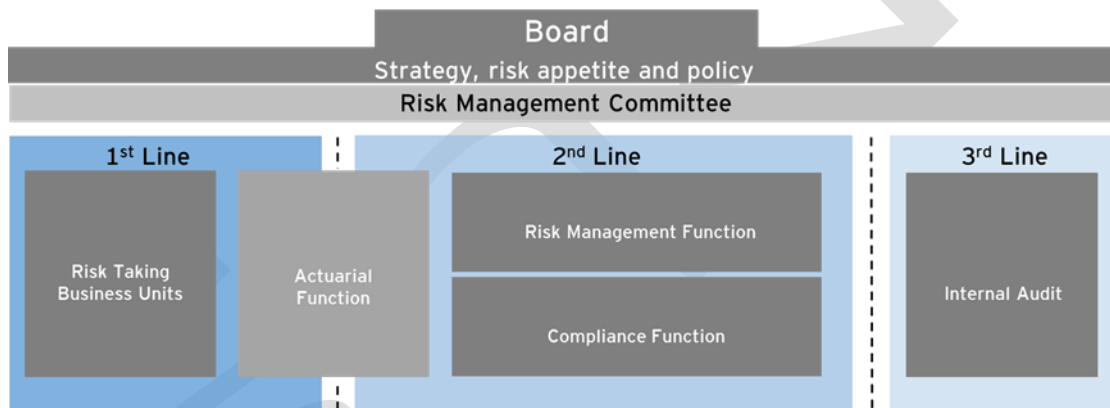 Board
Strategy, risk appetite and policy
Risk Management Committee
1st Line
2nd Line
3rd Line
Risk Taking
Business Units
Actuarial
Function
Risk Management Function
Compliance Function
Internal Audit